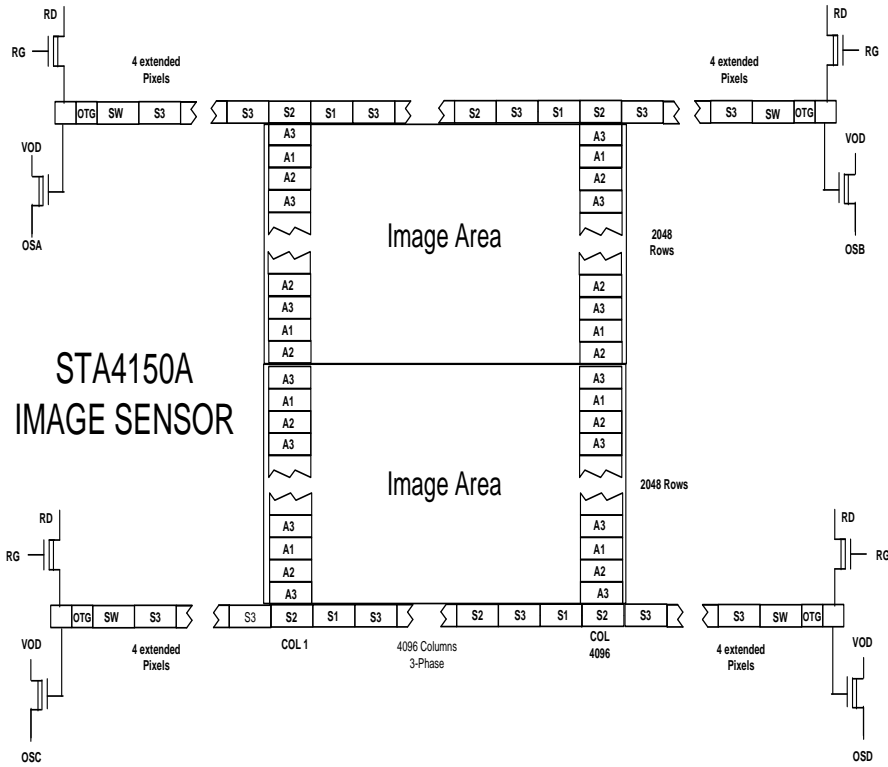 RD RD
RG RG
4 extended
Pixels
4 extended
Pixels
OTG SW S3 S3 S2 S1 S3 S2 S3 S1 S2 S3 S3 SW OTG
VOD VOD
OSA OSB
A3 A3
A1 A1
A2 A2
A3 A3
Image Area
2048
Rows
A2 A2
A3 A3
A1 A1
A2 A2
STA4150A
IMAGE SENSOR
A3 A3
A1 A1
A2 A2
A3 A3
Image Area
2048 Rows
A3 A3
A1 A1
A2 A2
A3 A3
RD RD
RG RG
OTG SW S3 S3 S2 S1 S3 S2 S3 S1 S2 S3 S3 SW OTG
VOD VOD
4 extended
Pixels
COL 1
4096 Columns
3-Phase
COL
4096
4 extended
Pixels
OSC OSD